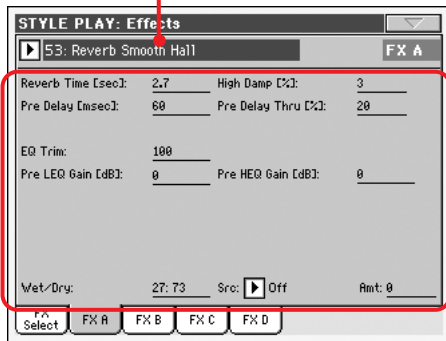 STYLE PLAY: Effects
53: Reverb Smooth Hall FX A
Reverb Time [sec]: 2.7 High Damp [%]: 3
Pre Delay [msec]: 60 Pre Delay Thru [%]: 20
EQ Trim: 100
Pre LEQ Gain [dB]: 0 Pre HEQ Gain [dB]: 0
Wet/Dry: 27:73 Src: Off Amt: 0
FX Select FX A FX B FX C FX D